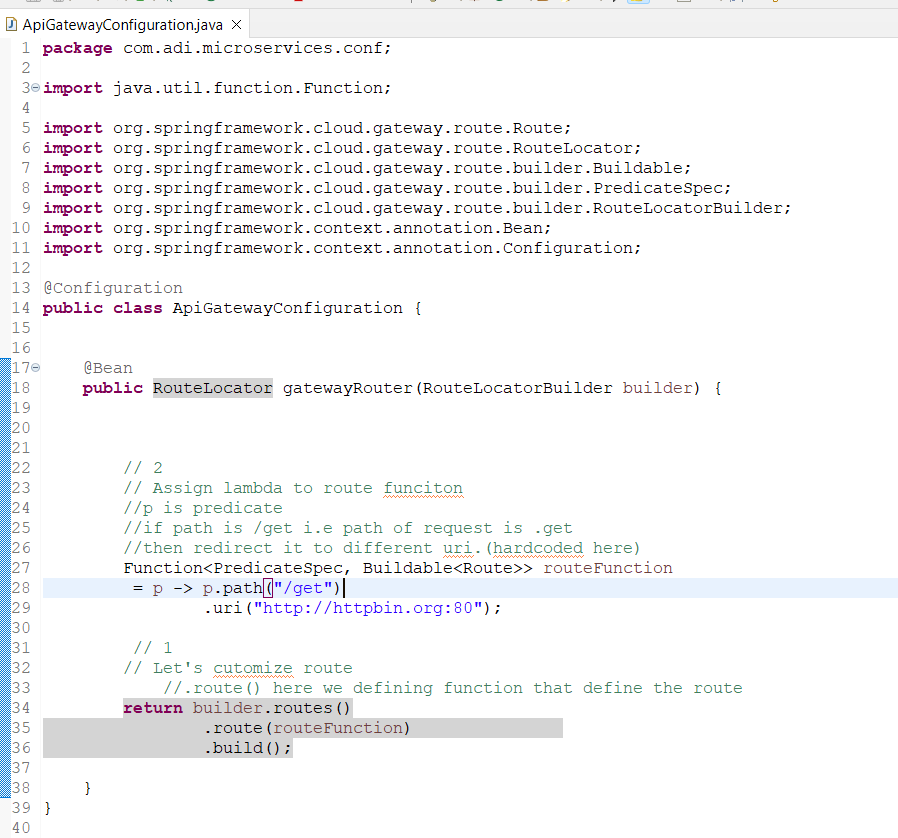 ApiGatewayConfiguration.java
1 package com.adi.microservices.conf;
2
3 import java.util.function.Function;
4
5 import org.springframework.cloud.gateway.route.Route;
6 import org.springframework.cloud.gateway.route.RouteLocator;
7 import org.springframework.cloud.gateway.route.builder.Buildable;
8 import org.springframework.cloud.gateway.route.builder.PredicateSpec;
9 import org.springframework.cloud.gateway.route.builder.RouteLocatorBuilder;
10 import org.springframework.context.annotation.Bean;
11 import org.springframework.context.annotation.Configuration;
12
13 @Configuration
14 public class ApiGatewayConfiguration {
15
16
17 @Bean
18 public RouteLocator gatewayRouter(RouteLocatorBuilder builder) {
19
20
21
22 // 2
23 // Assign lambda to route funciton
24 //p is predicate
25 //if path is /get i.e path of request is .get
26 //then redirect it to different uri.(hardcoded here)
27 Function<PredicateSpec, Buildable<Route>> routeFunction
28 = p -> p.path("/get")
29 .uri("http://httpbin.org:80");
30
31 // 1
32 // Let's cutomize route
33 //.route() here we defining function that define the route
34 return builder.routes()
35 .route(routeFunction)
36 .build();
37
38 }
39 }
40